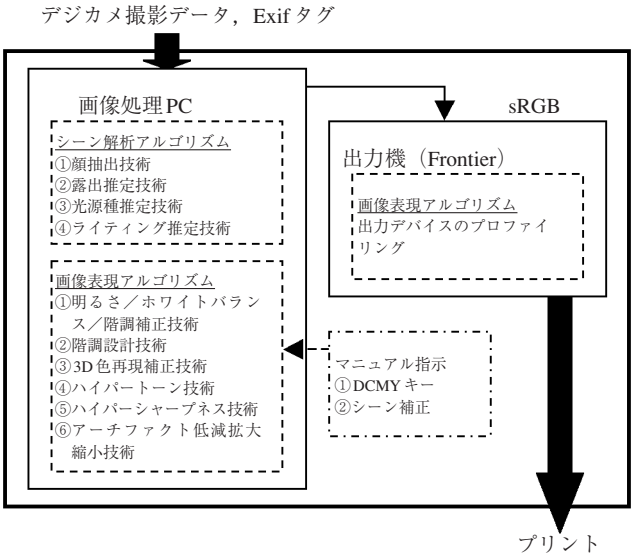 デジカメ撮影データ，Exifタグ
画像処理PC
シーン解析アルゴリズム
①顔抽出技術
②露出推定技術
③光源種推定技術
④ライティング推定技術
画像表現アルゴリズム
①明るさ／ホワイトバラン
ス／階調補正技術
②階調設計技術
③3D色再現補正技術
④ハイパートーン技術
⑤ハイパーシャープネス技術
⑥アーチファクト低減拡大
縮小技術
sRGB
出力機（Frontier）
画像表現アルゴリズム
出力デバイスのプロファイ
リング
マニュアル指示
①DCMYキー
②シーン補正
プリント